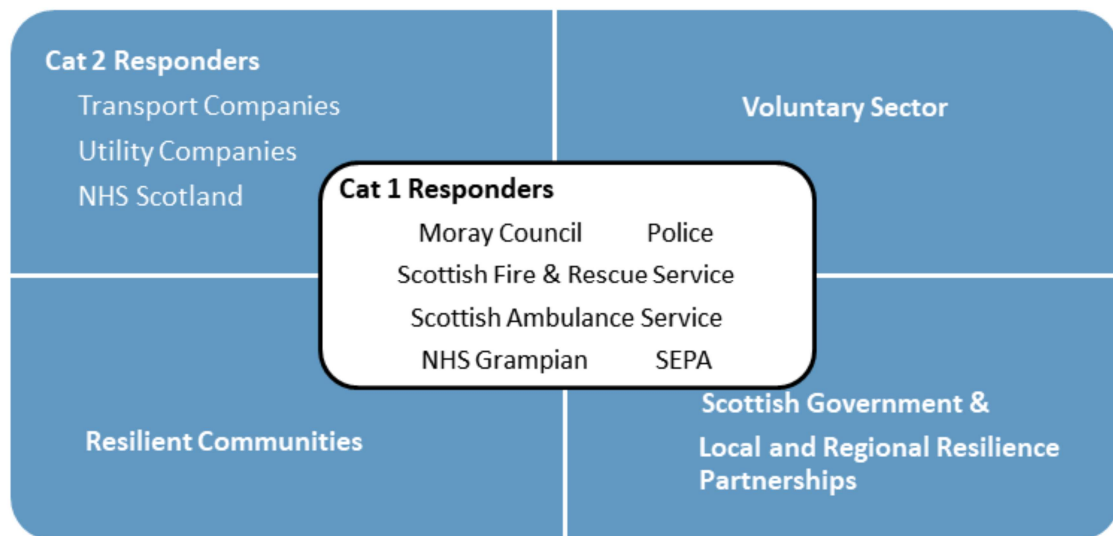 Cat 2 Responders
Transport Companies
Utility Companies
NHS Scotland
Voluntary Sector
Cat 1 Responders
Moray Council Police
Scottish Fire & Rescue Service
Scottish Ambulance Service
NHS Grampian SEPA
Resilient Communities
Scottish Government &
Local and Regional Resilience
Partnerships